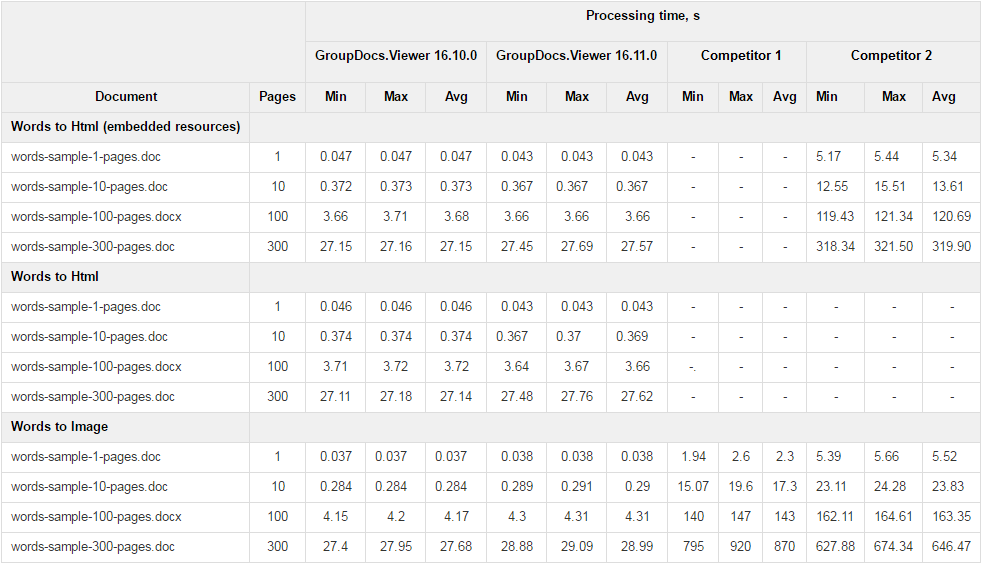 Processing time, s
GroupDocs.Viewer 16.10.0 GroupDocs.Viewer 16.11.0 Competitor 1 Competitor 2
Document Pages Min Max Avg Min Max Avg Min Max Avg Min Max Avg
Words to Html (embedded resources)
words-sample-1-pages.doc 1 0.047 0.047 0.047 0.043 0.043 0.043 - - - 5.17 5.44 5.34
words-sample-10-pages.doc 10 0.372 0.373 0.373 0.367 0.367 0.367 - - - 12.55 15.51 13.61
words-sample-100-pages.docx 100 3.66 3.71 3.68 3.66 3.66 3.66 - - - 119.43 121.34 120.69
words-sample-300-pages.doc 300 27.15 27.16 27.15 27.45 27.69 27.57 - - - 318.34 321.50 319.90
Words to Html
words-sample-1-pages.doc 1 0.046 0.046 0.046 0.043 0.043 0.043 - - - - - -
words-sample-10-pages.doc 10 0.374 0.374 0.374 0.367 0.37 0.369 - - - - - -
words-sample-100-pages.docx 100 3.71 3.72 3.72 3.64 3.67 3.66 -. - - - - -
words-sample-300-pages.doc 300 27.11 27.18 27.14 27.48 27.76 27.62 - - - - - -
Words to Image
words-sample-1-pages.doc 1 0.037 0.037 0.037 0.038 0.038 0.038 1.94 2.6 2.3 5.39 5.66 5.52
words-sample-10-pages.doc 10 0.284 0.284 0.284 0.289 0.291 0.29 15.07 19.6 17.3 23.11 24.28 23.83
words-sample-100-pages.docx 100 4.15 4.2 4.17 4.3 4.31 4.31 140 147 143 162.11 164.61 163.35
words-sample-300-pages.doc 300 27.4 27.95 27.68 28.88 29.09 28.99 795 920 870 627.88 674.34 646.47